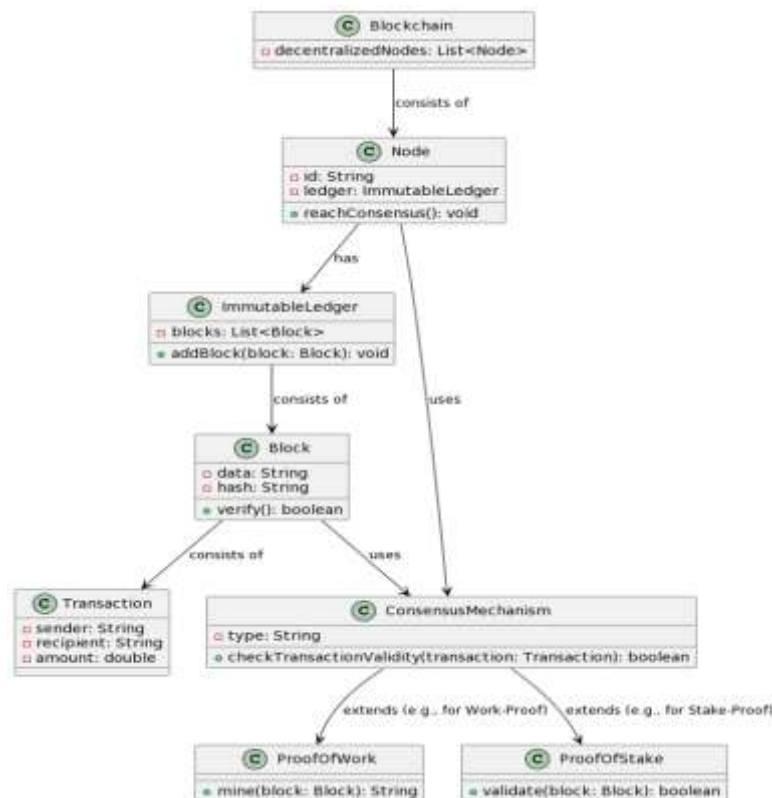 C Blockchain
decentralizedNodes: List<Node>
consists of
C Node
id: String
ledger: ImmutableLedger
reachConsensus(): void
has
C ImmutableLedger
blocks: List<Block>
addBlock(block: Block): void
consists of
uses
C Block
data: String
hash: String
verify(): boolean
consists of
uses
C Transaction
sender: String
recipient: String
amount: double
C ConsensusMechanism
type: String
checkTransactionValidity(transaction: Transaction): boolean
extends (e.g., for Work-Proof)
extends (e.g., for Stake-Proof)
C ProofOfWork
mine(block: Block): String
C ProofOfStake
validate(block: Block): boolean